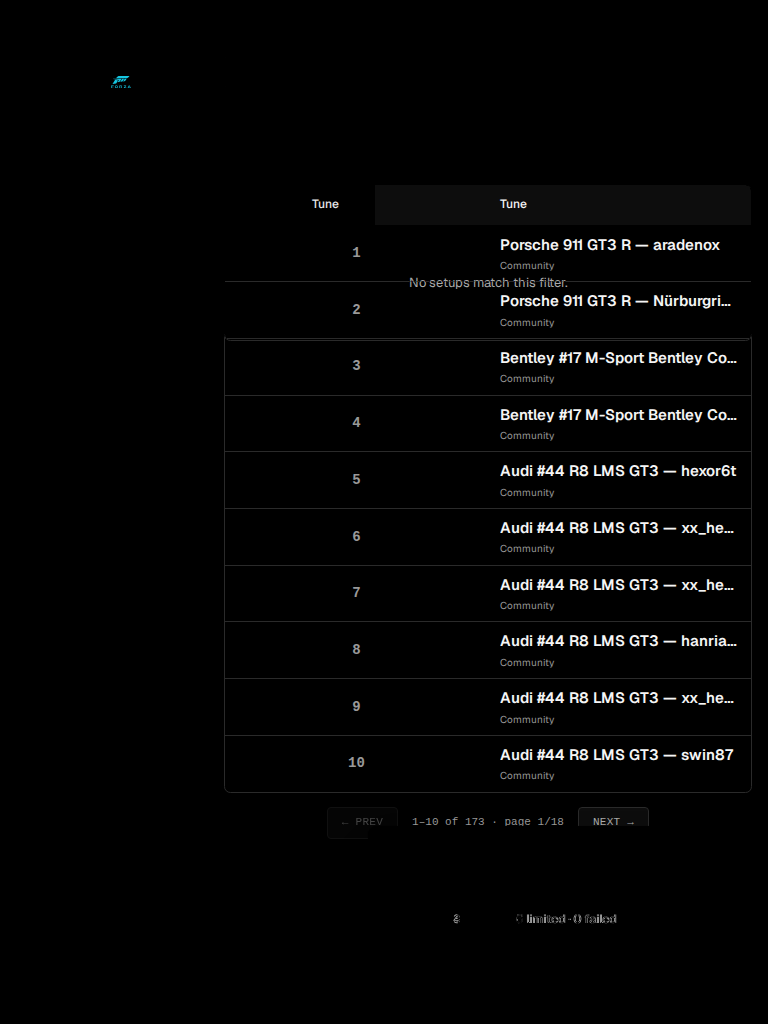 FORZA
Tune Tune
1 Porsche 911 GT3 R — aradenox
Community
No setups match this filter.
2 Porsche 911 GT3 R — Nürburgri...
Community
3 Bentley #17 M-Sport Bentley Co...
Community
4 Bentley #17 M-Sport Bentley Co...
Community
5 Audi #44 R8 LMS GT3 — hexor6t
Community
6 Audi #44 R8 LMS GT3 — xx_he...
Community
7 Audi #44 R8 LMS GT3 — xx_he...
Community
8 Audi #44 R8 LMS GT3 — hanria...
Community
9 Audi #44 R8 LMS GT3 — xx_he...
Community
10 Audi #44 R8 LMS GT3 — swin87
Community
← PREV 1–10 of 173 · page 1/18 NEXT →
limited · 0 failed